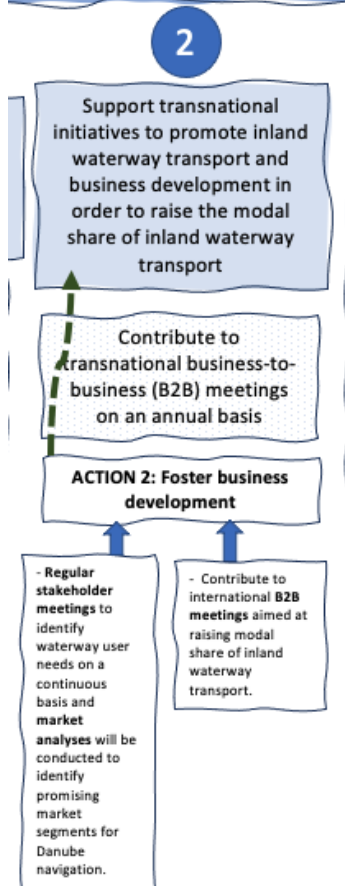 2
Support transnational
initiatives to promote inland
waterway transport and
business development in
order to raise the modal
share of inland waterway
transport
Contribute to
transnational business-to-
business (B2B) meetings
on an annual basis
ACTION 2: Foster business
development
- Regular
stakeholder
meetings to
identify
waterway user
needs on a
continuous
basis and
market
analyses will be
conducted to
identify
promising
market
segments for
Danube
navigation.
- Contribute to
international B2B
meetings aimed at
raising modal
share of inland
waterway
transport.